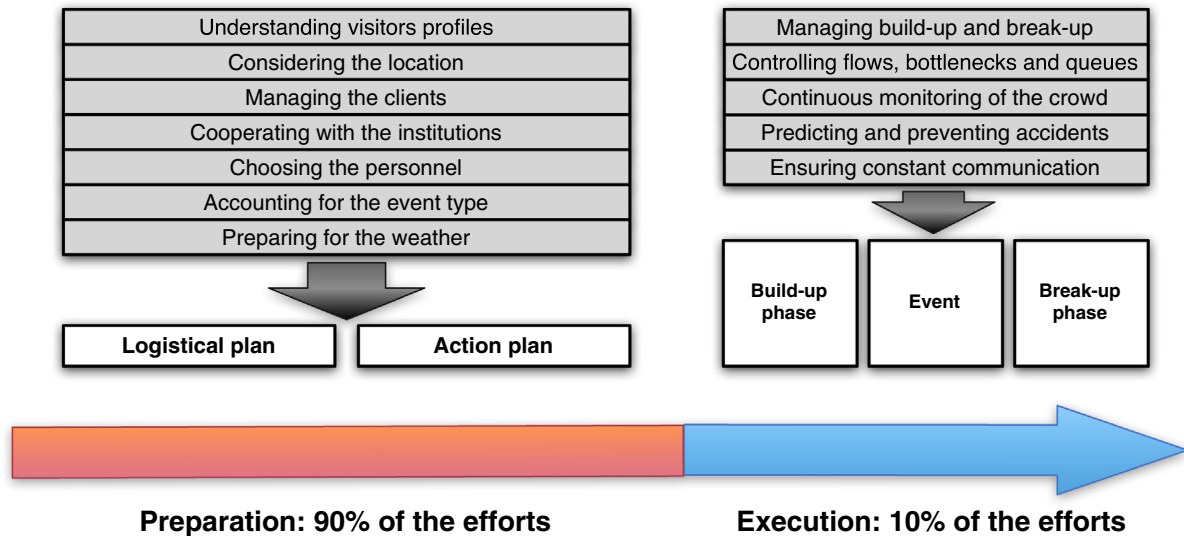 Understanding visitors profiles
Considering the location
Managing the clients
Cooperating with the institutions
Choosing the personnel
Accounting for the event type
Preparing for the weather
Logistical plan
Action plan
Managing build-up and break-up
Controlling flows, bottlenecks and queues
Continuous monitoring of the crowd
Predicting and preventing accidents
Ensuring constant communication
Build-up
phase
Event
Break-up
phase
Preparation: 90% of the efforts
Execution: 10% of the efforts